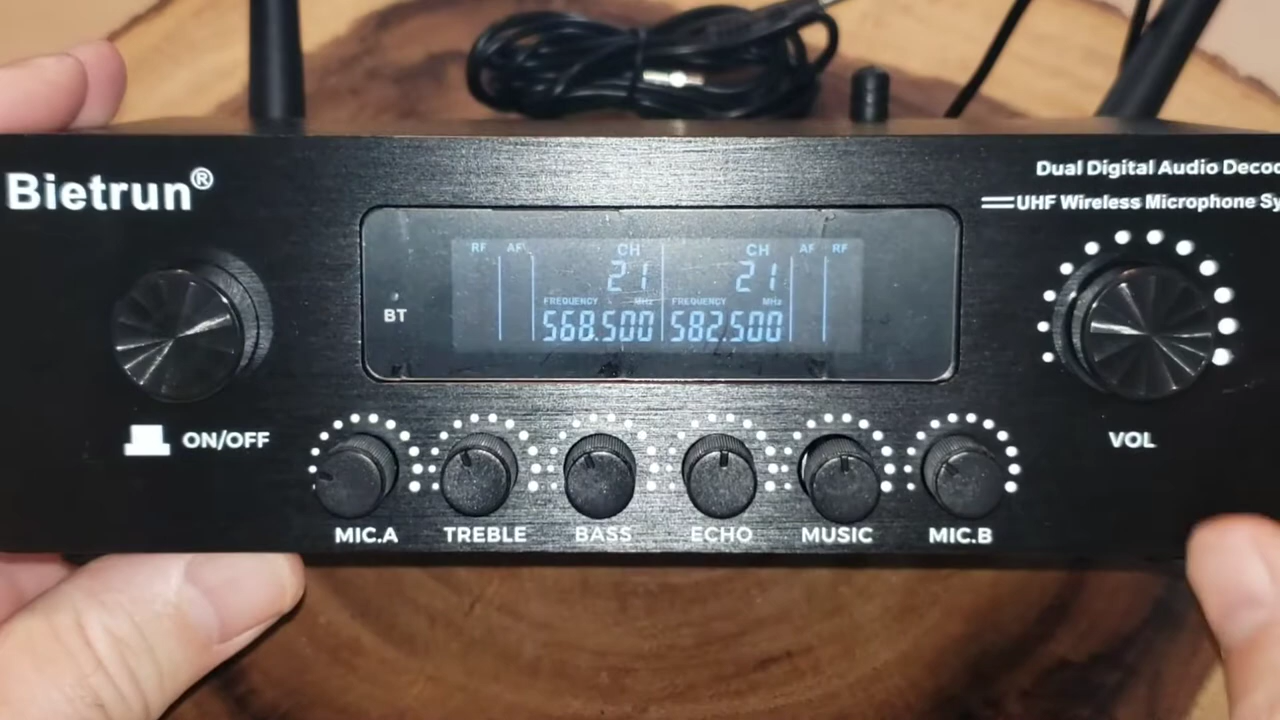 Bietrun®
Dual Digital Audio Decod
UHF Wireless Microphone Sy
RF AF CH CH AF RF
21 21
BT
FREQUENCY MHz FREQUENCY MHz
568.500 582.500
ON/OFF
VOL
MIC.A TREBLE BASS ECHO MUSIC MIC.B